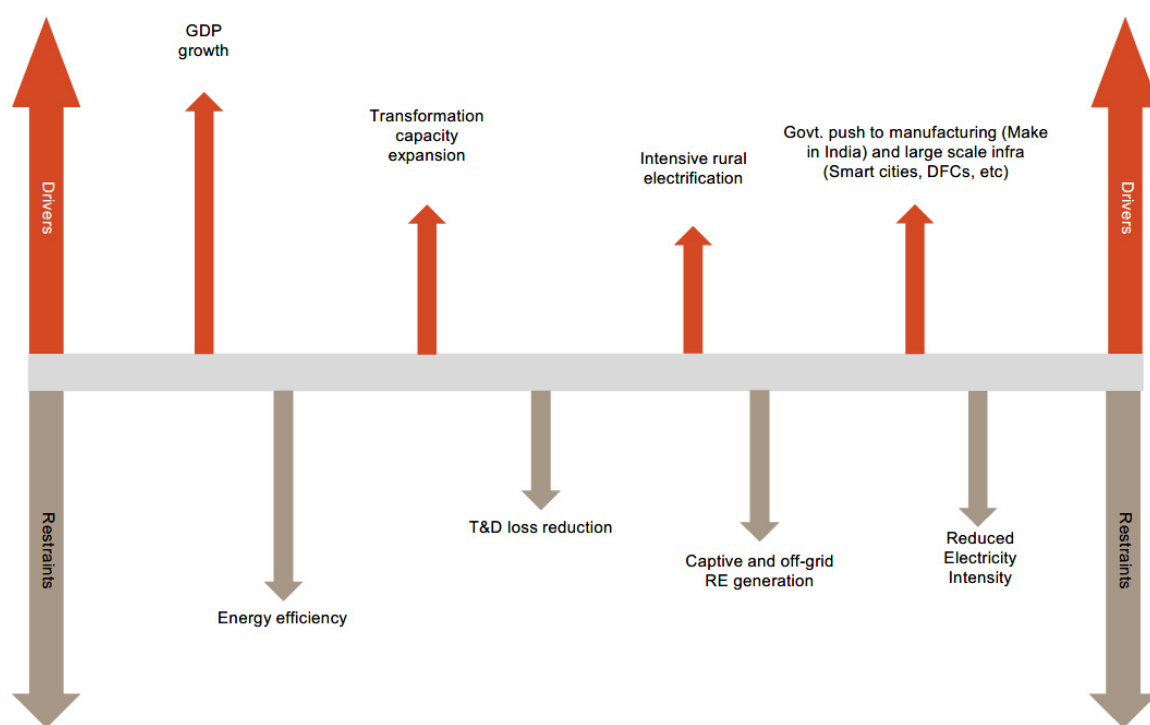 GDP
growth
Transformation
capacity
expansion
Intensive rural
electrification
Govt. push to manufacturing (Make
in India) and large scale infra
(Smart cities, DFCs, etc)
Drivers
Drivers
Restraints
Restraints
Energy efficiency
T&D loss reduction
Captive and off-grid
RE generation
Reduced
Electricity
Intensity